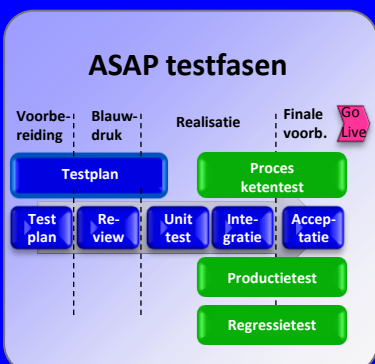 ASAP testfasen
Voorbe-
reiding
Blauw-
druk
Realisatie
Finale
voorb.
Go
Live
Testplan
Proces
ketentest
Test
plan
Re-
view
Unit
test
Inte-
gratie
Accep-
tatie
Productietest
Regressietest